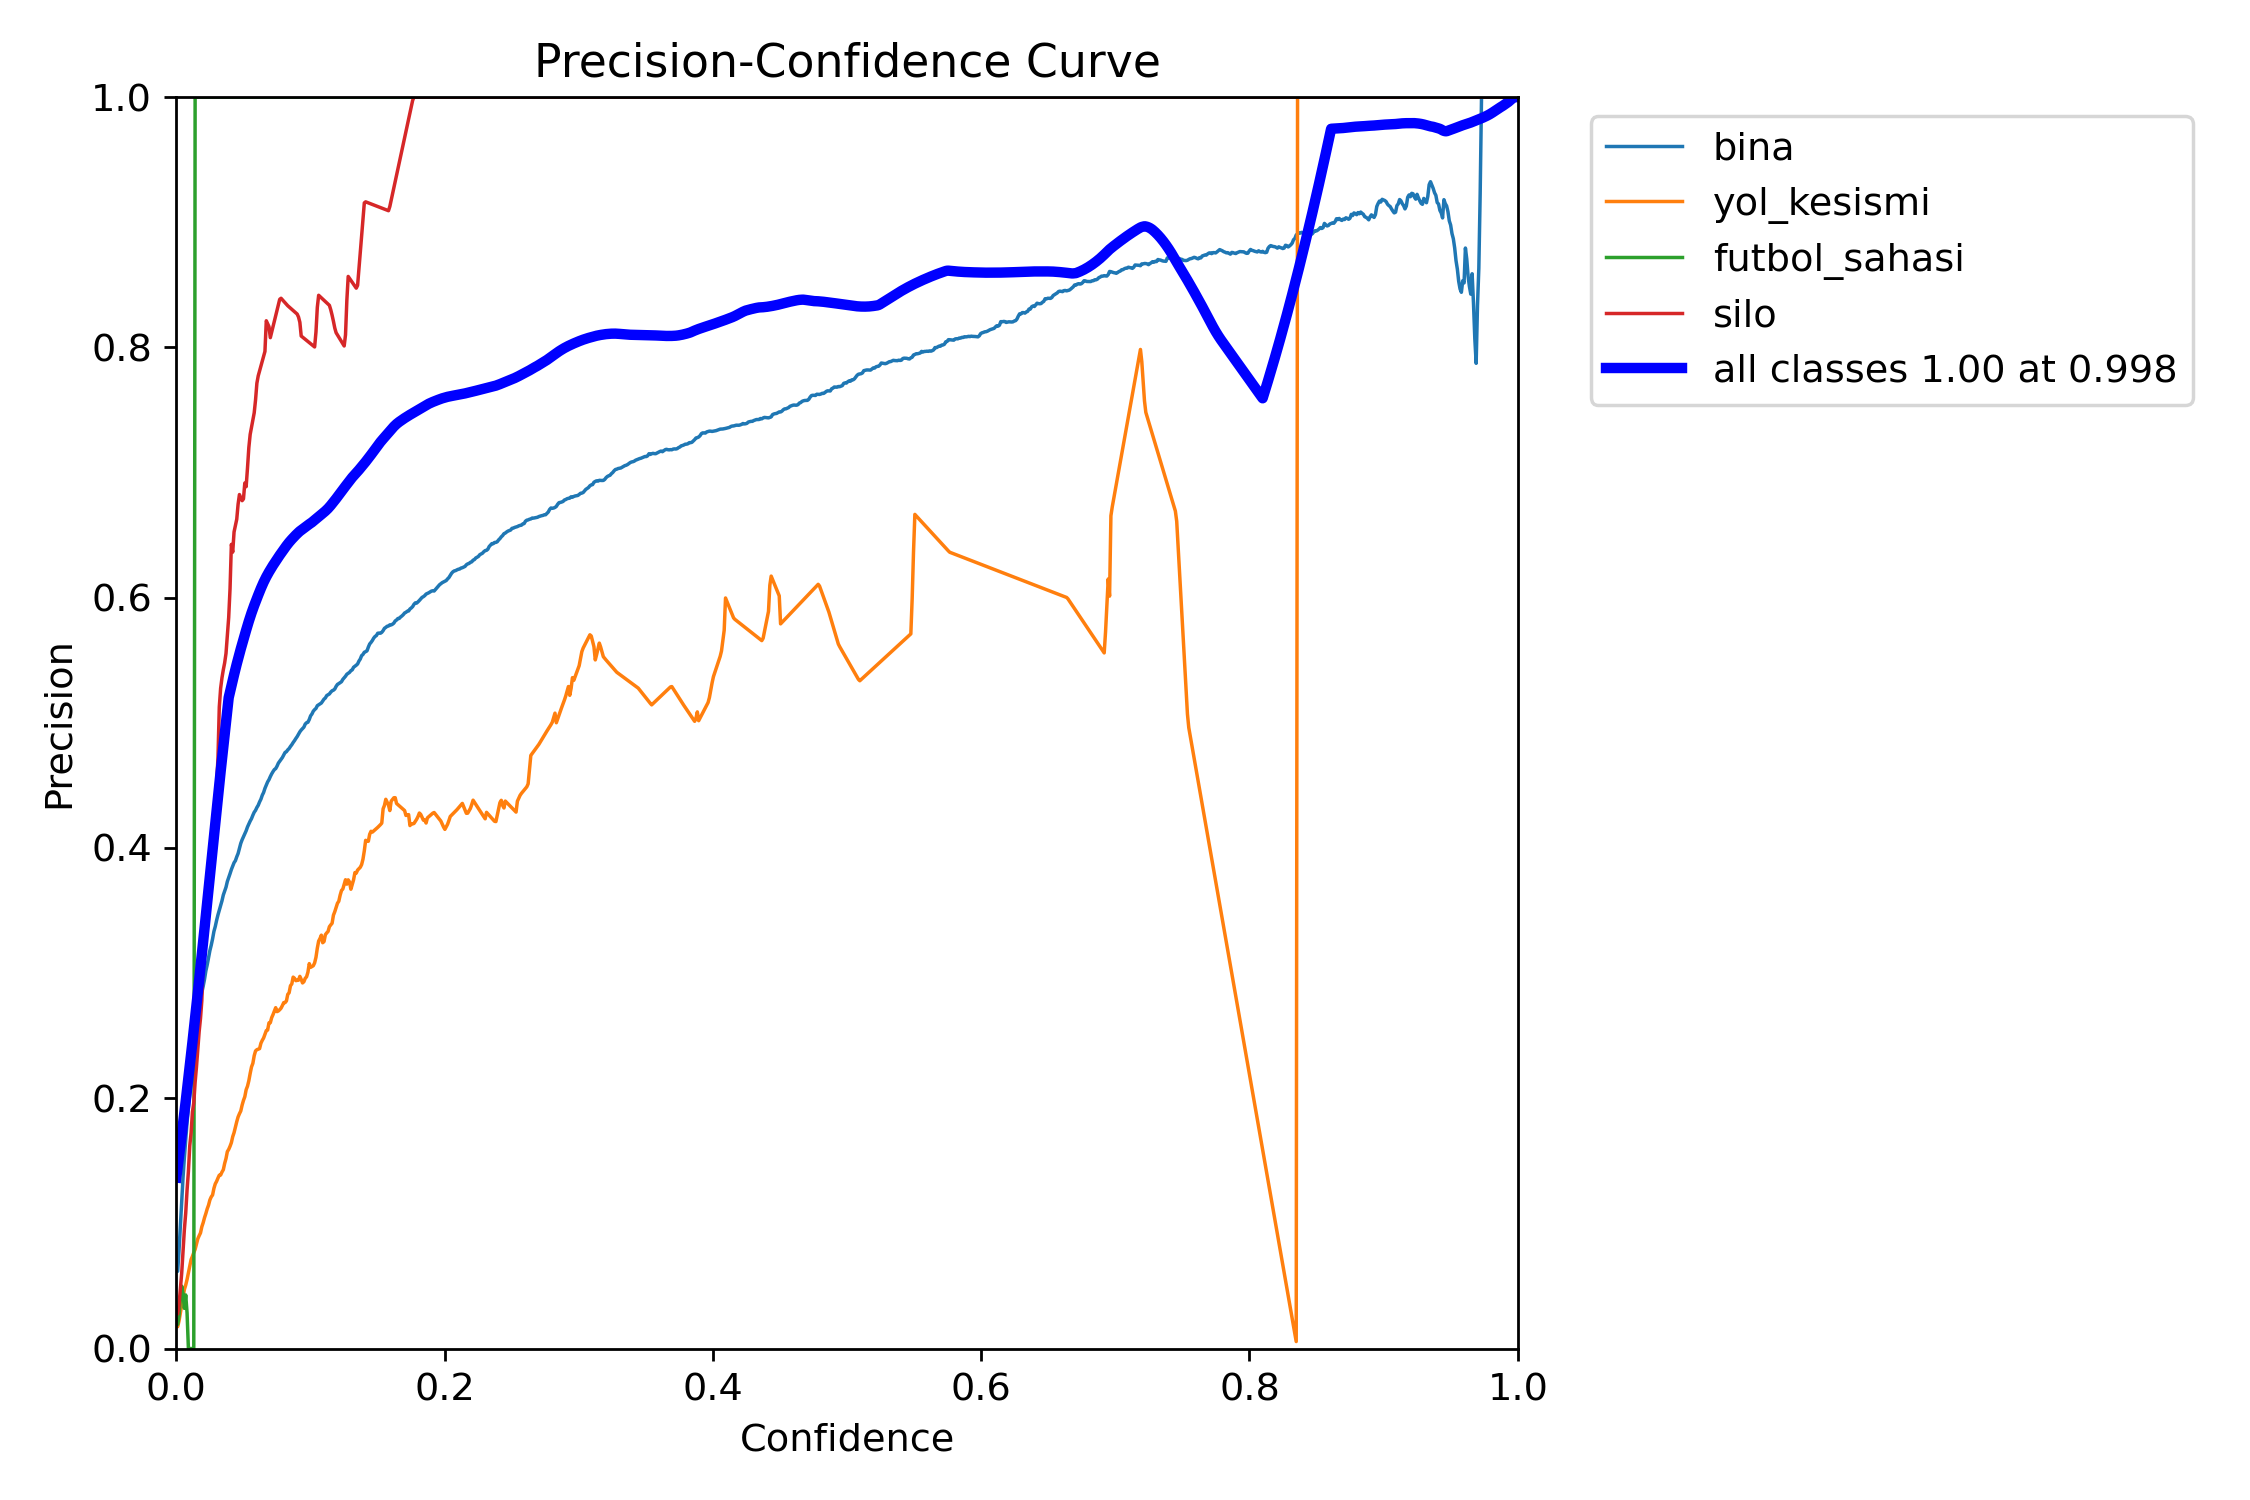 Precision-Confidence Curve
1.0
0.8
0.6
0.4
0.2
0.0
Precision
0.0 0.2 0.4 0.6 0.8 1.0
Confidence
bina
yol_kesismi
futbol_sahasi
silo
all classes 1.00 at 0.998